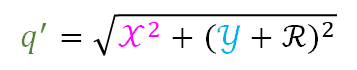 q′ = √(𝒳² + (𝒴 + ℛ)²)